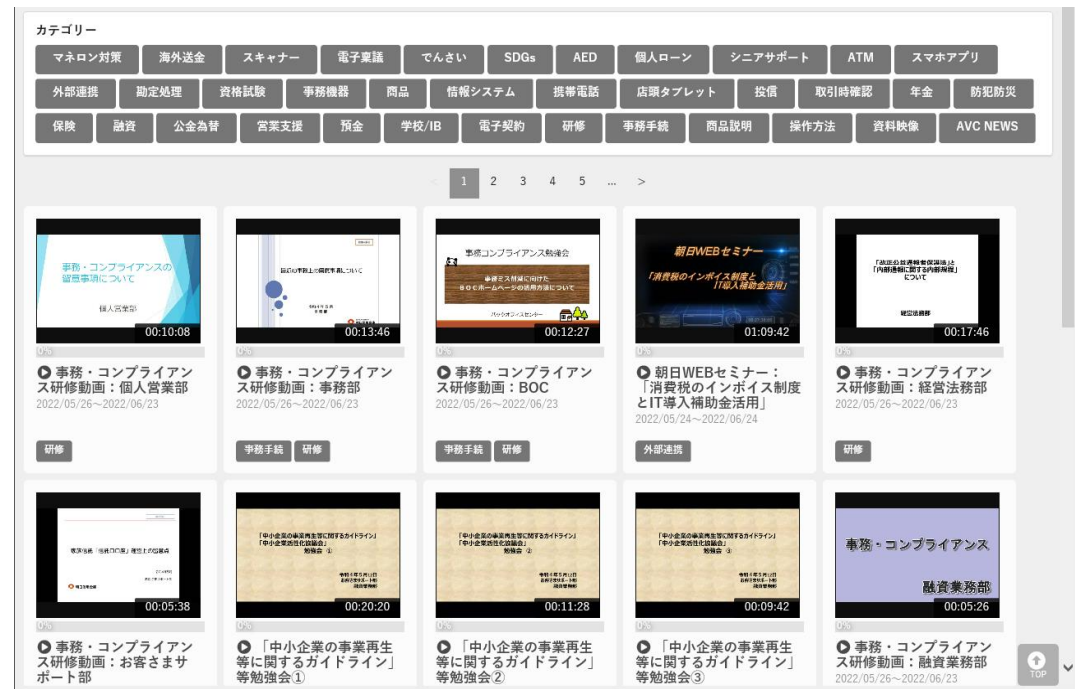 カテゴリー
マネロン対策 海外送金 スキャナー 電子稟議 でんさい SDGs AED 個人ローン シニアサポート ATM スマホアプリ
外部連携 勘定処理 資格試験 事務機器 商品 情報システム 携帯電話 店頭タブレット 投信 取引時確認 年金 防犯防災
保険 融資 公金為替 営業支援 預金 学校/IB 電子契約 研修 事務手続 商品説明 操作方法 資料映像 AVC NEWS
< 1 2 3 4 5 ... >
事務・コンプライアンスの
留意事項について
個人営業部
00:10:08
0%
事務・コンプライアン
ス研修動画：個人営業部
2022/05/26～2022/06/23
研修
00:13:46
0%
事務・コンプライアン
ス研修動画：事務部
2022/05/26～2022/06/23
事務手続 研修
事務コンプライアンス勉強会
事務ミス削減に向けた
BOCホームページの活用方法について
バックオフィスセンター
00:12:27
0%
事務・コンプライアン
ス研修動画：BOC
2022/05/26～2022/06/23
事務手続 研修
朝日WEBセミナー
「消費税のインボイス制度と
IT導入補助金活用」
01:09:42
0%
朝日WEBセミナー：
「消費税のインボイス制度
とIT導入補助金活用」
2022/05/24～2022/06/24
外部連携
「改正公益通報者保護法」と
「内部通報に関する内部規程」
について
経営法務部
00:17:46
0%
事務・コンプライアン
ス研修動画：経営法務部
2022/05/26～2022/06/23
研修
00:05:38
0%
事務・コンプライアン
ス研修動画：お客さまサ
ポート部
「中小企業の事業再生等に関するガイドライン」
「中小企業活性化協議会」
勉強会 ①
00:20:20
0%
「中小企業の事業再生
等に関するガイドライン」
等勉強会①
「中小企業の事業再生等に関するガイドライン」
「中小企業活性化協議会」
勉強会 ②
00:11:28
0%
「中小企業の事業再生
等に関するガイドライン」
等勉強会②
「中小企業の事業再生等に関するガイドライン」
「中小企業活性化協議会」
勉強会 ③
00:09:42
0%
「中小企業の事業再生
等に関するガイドライン」
等勉強会③
事務・コンプライアンス
融資業務部
00:05:26
0%
事務・コンプライアン
ス研修動画：融資業務部
2022/05/26～2022/06/23
TOP